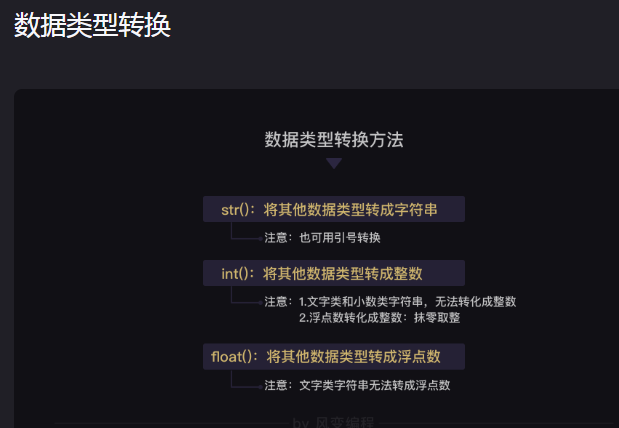 数据类型转换
数据类型转换方法
str()：将其他数据类型转成字符串
注意：也可用引号转换
int()：将其他数据类型转成整数
注意：1.文字类和小数类字符串，无法转化成整数
2.浮点数转化成整数：抹零取整
float()：将其他数据类型转成浮点数
注意：文字类字符串无法转成浮点数
by 风变编程